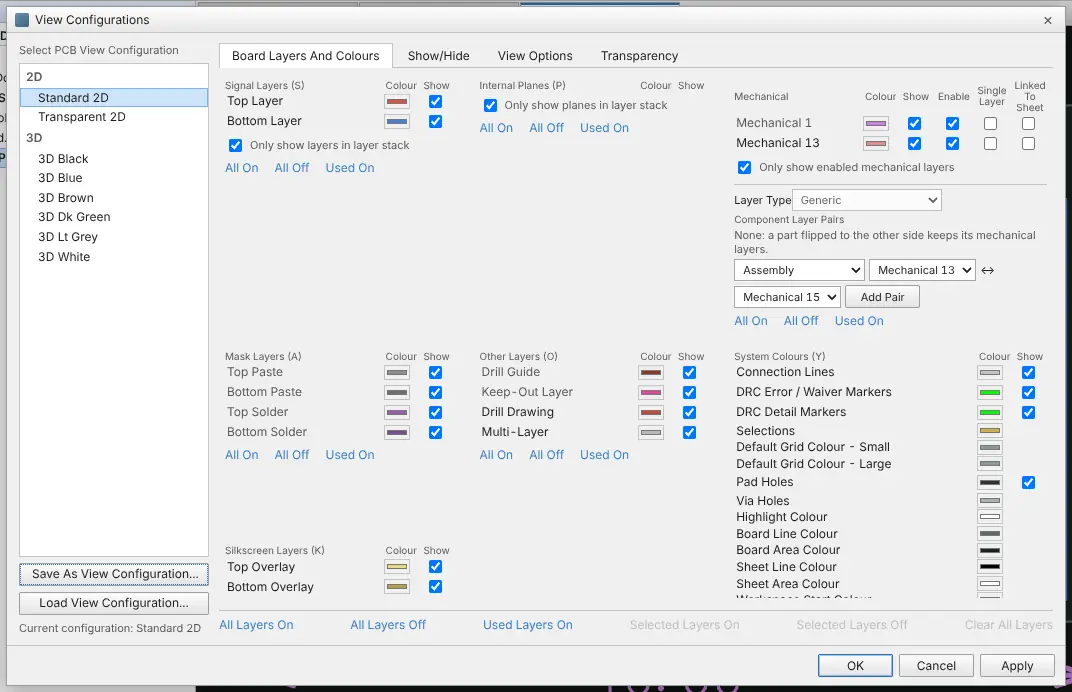 View Configurations
Select PCB View Configuration
2D
Standard 2D
Transparent 2D
3D
3D Black
3D Blue
3D Brown
3D Dk Green
3D Lt Grey
3D White
Save As View Configuration...
Load View Configuration...
Current configuration: Standard 2D
Board Layers And Colours
Show/Hide
View Options
Transparency
Signal Layers (S) Colour Show
Top Layer
Bottom Layer
Only show layers in layer stack
All On All Off Used On
Internal Planes (P) Colour Show
Only show planes in layer stack
All On All Off Used On
Mechanical Colour Show Enable Single Layer Linked To Sheet
Mechanical 1
Mechanical 13
Only show enabled mechanical layers
Layer Type Generic
Component Layer Pairs
None: a part flipped to the other side keeps its mechanical
layers.
Assembly Mechanical 13 ↔
Mechanical 15 Add Pair
All On All Off Used On
Mask Layers (A) Colour Show
Top Paste
Bottom Paste
Top Solder
Bottom Solder
All On All Off Used On
Other Layers (O) Colour Show
Drill Guide
Keep-Out Layer
Drill Drawing
Multi-Layer
All On All Off Used On
System Colours (Y) Colour Show
Connection Lines
DRC Error / Waiver Markers
DRC Detail Markers
Selections
Default Grid Colour - Small
Default Grid Colour - Large
Pad Holes
Via Holes
Highlight Colour
Board Line Colour
Board Area Colour
Sheet Line Colour
Sheet Area Colour
Workspace Start Colour
Silkscreen Layers (K) Colour Show
Top Overlay
Bottom Overlay
All Layers On All Layers Off Used Layers On Selected Layers On Selected Layers Off Clear All Layers
OK Cancel Apply